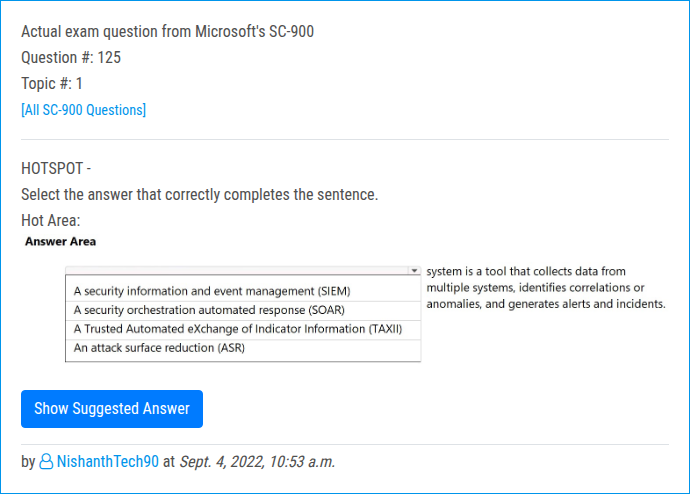 Actual exam question from Microsoft's SC-900
Question #: 125
Topic #: 1
[All SC-900 Questions]
HOTSPOT -
Select the answer that correctly completes the sentence.
Hot Area:
Answer Area
A security information and event management (SIEM)
A security orchestration automated response (SOAR)
A Trusted Automated eXchange of Indicator Information (TAXII)
An attack surface reduction (ASR)
system is a tool that collects data from
multiple systems, identifies correlations or
anomalies, and generates alerts and incidents.
Show Suggested Answer
by NishanthTech90 at Sept. 4, 2022, 10:53 a.m.